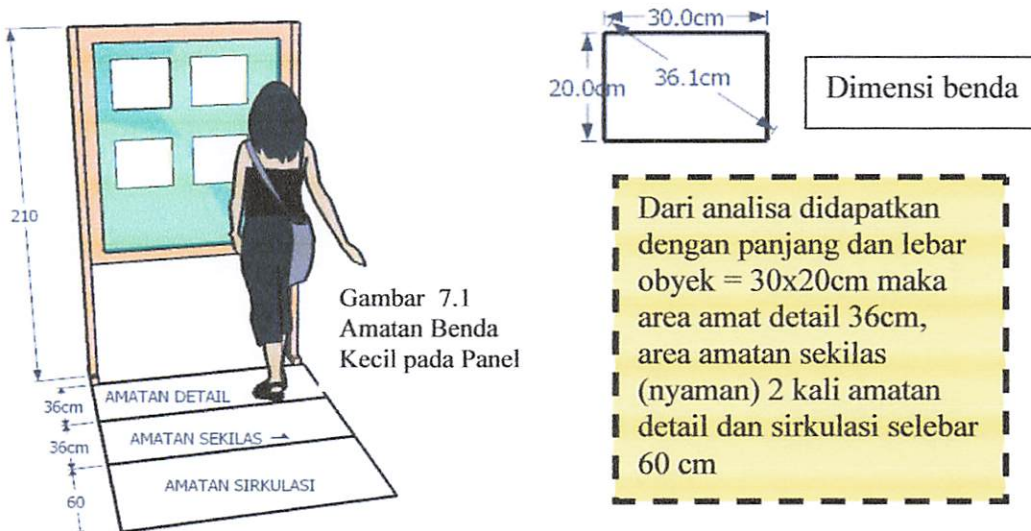 210
36cm
36cm
60
AMATAN DETAIL
AMATAN SEKILAS
AMATAN SIRKULASI
Gambar 7.1
Amatan Benda
Kecil pada Panel
30.0cm
20.0cm
36.1cm
Dimensi benda
Dari analisa didapatkan
dengan panjang dan lebar
obyek = 30x20cm maka
area amat detail 36cm,
area amatan sekilas
(nyaman) 2 kali amatan
detail dan sirkulasi selebar
60 cm